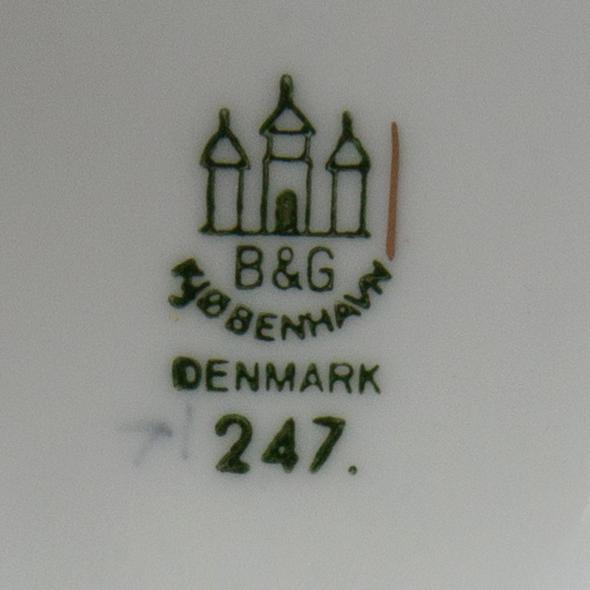 B&G
KJØBENHAVN
DENMARK
247.